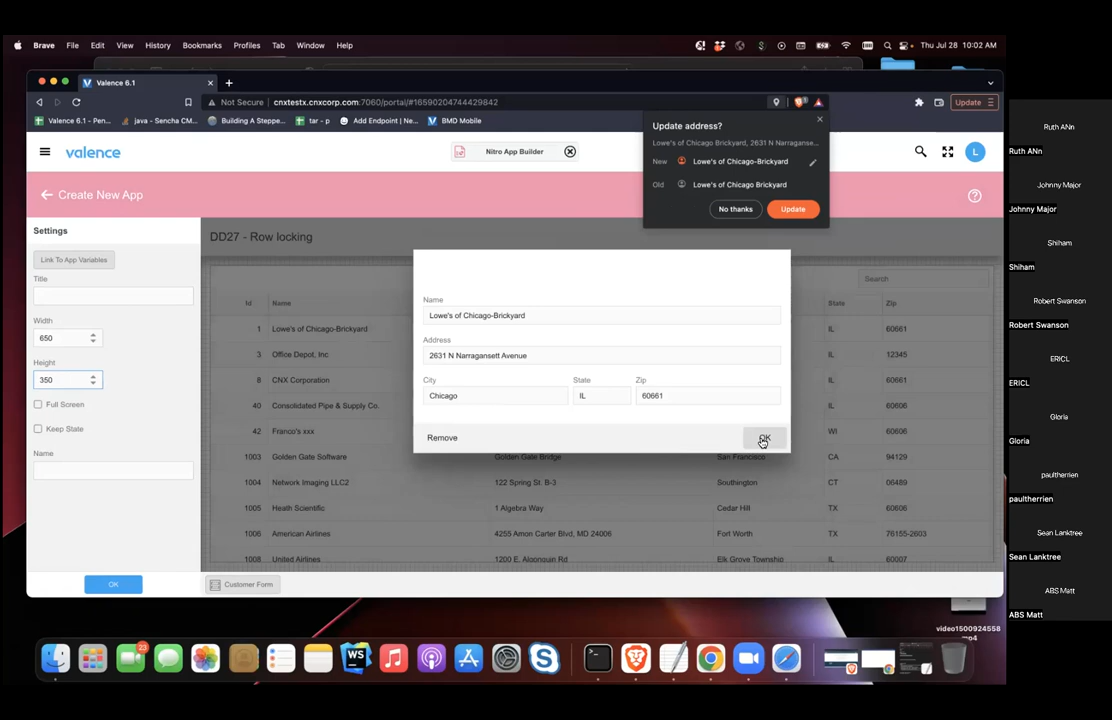 Brave File Edit View History Bookmarks Profiles Tab Window Help Thu Jul 28 10:02 AM
Valence 6.1
Not Secure cnxtestx.cnxcorp.com:7060/portal/#16590204744429842 Update
Valence 6.1 - Pen... java - Sencha CM... Building A Steppe... tar - p Add Endpoint | Ne... BMD Mobile
Update address?
Lowe's of Chicago Brickyard, 2631 N Narraganse...
New Lowe's of Chicago-Brickyard
Old Lowe's of Chicago Brickyard
No thanks Update
valence Nitro App Builder L
Create New App
Settings
Link To App Variables
Title
Width
650
Height
350
Full Screen
Keep State
Name
OK
DD27 - Row locking
Search
Id Name State Zip
1 Lowe's of Chicago-Brickyard IL 60661
3 Office Depot, Inc IL 12345
8 CNX Corporation IL 60661
40 Consolidated Pipe & Supply Co. IL 60606
42 Franco's xxx WI 60606
1003 Golden Gate Software Golden Gate Bridge San Francisco CA 94129
1004 Network Imaging LLC2 122 Spring St. B-3 Southington CT 06489
1005 Heath Scientific 1 Algebra Way Cedar Hill TX 60606
1006 American Airlines 4255 Amon Carter Blvd, MD 24006 Fort Worth TX 76155-2603
1008 United Airlines 1200 E. Algonquin Rd Elk Grove Township IL 60007
Name
Lowe's of Chicago-Brickyard
Address
2631 N Narragansett Avenue
City State Zip
Chicago IL 60661
Remove OK
Customer Form
video1500924558
mp4
23
WS
Ruth ANn
Ruth ANn
Johnny Major
Johnny Major
Shiham
Shiham
Robert Swanson
Robert Swanson
ERICL
ERICL
Gloria
Gloria
paultherrien
paultherrien
Sean Lanktree
Sean Lanktree
ABS Matt
ABS Matt